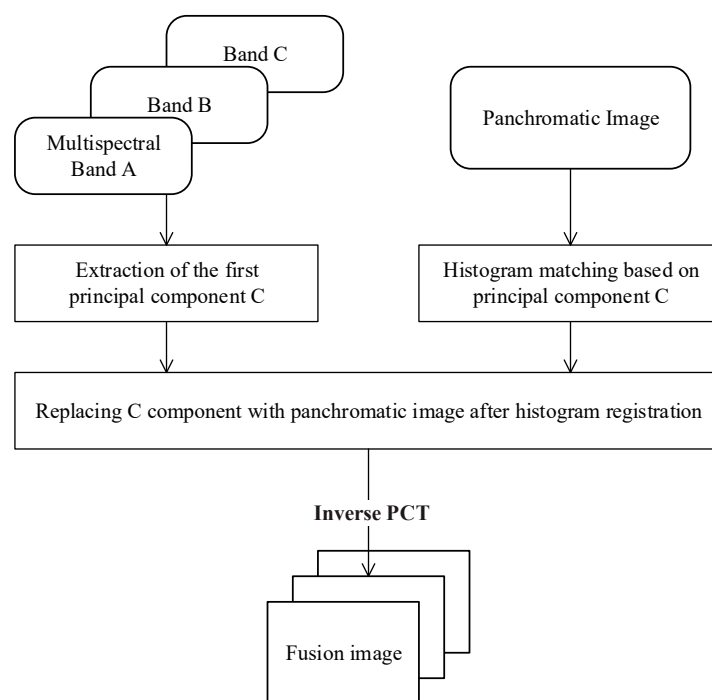 Band C
Band B
Multispectral
Band A
Panchromatic Image
Extraction of the first
principal component C
Histogram matching based on
principal component C
Replacing C component with panchromatic image after histogram registration
Inverse PCT
Fusion image